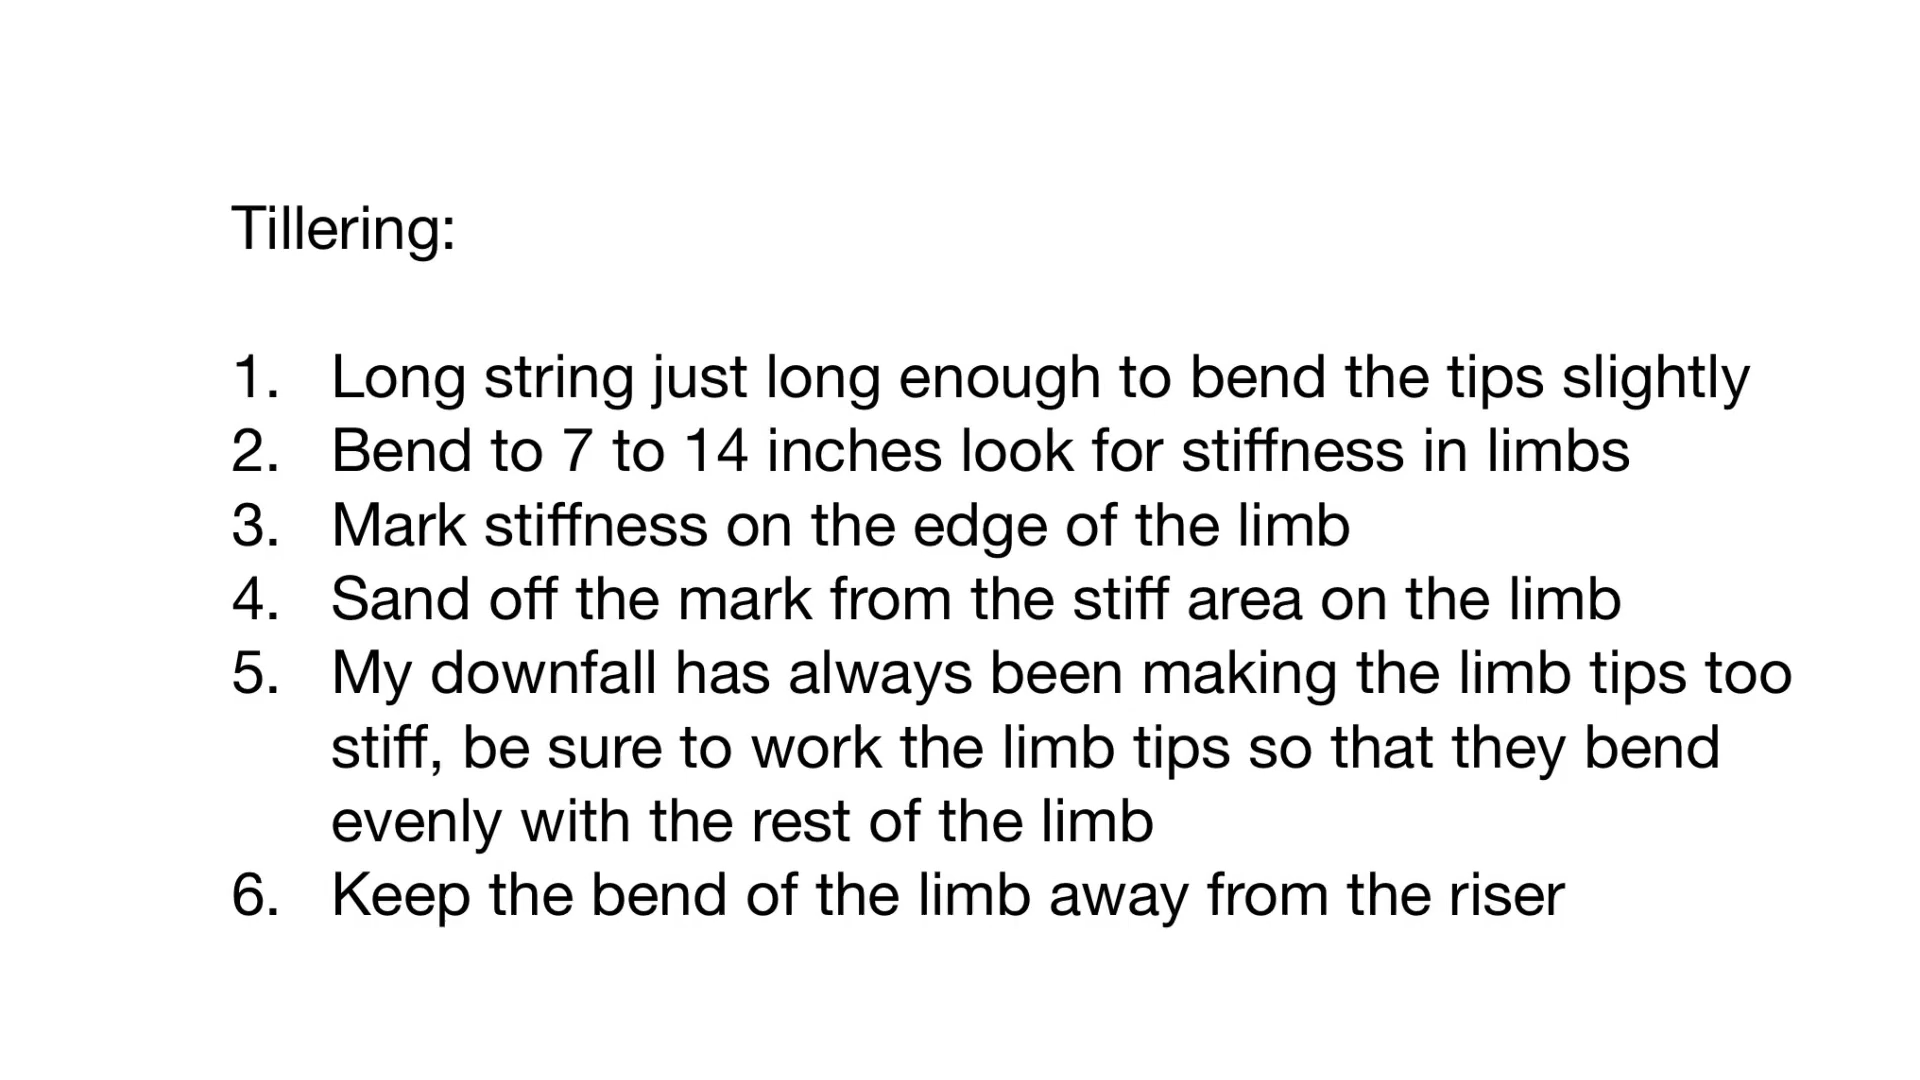 Tillering:
1. Long string just long enough to bend the tips slightly
2. Bend to 7 to 14 inches look for stiffness in limbs
3. Mark stiffness on the edge of the limb
4. Sand off the mark from the stiff area on the limb
5. My downfall has always been making the limb tips too
stiff, be sure to work the limb tips so that they bend
evenly with the rest of the limb
6. Keep the bend of the limb away from the riser